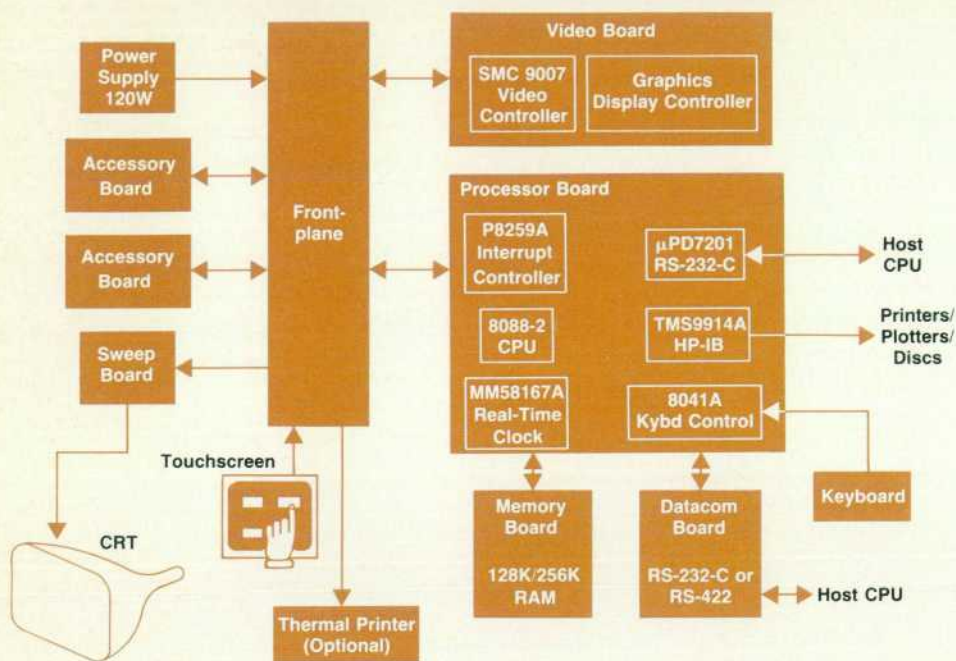 Power
Supply
120W
Accessory
Board
Accessory
Board
Sweep
Board
CRT
Front-
plane
Touchscreen
Thermal Printer
(Optional)
Video Board
SMC 9007
Video
Controller
Graphics
Display Controller
Processor Board
P8259A
Interrupt
Controller
8088-2
CPU
MM58167A
Real-Time
Clock
μPD7201
RS-232-C
TMS9914A
HP-IB
8041A
Kybd Control
Host
CPU
Printers/
Plotters/
Discs
Keyboard
Memory
Board
128K/256K
RAM
Datacom
Board
RS-232-C or
RS-422
Host CPU